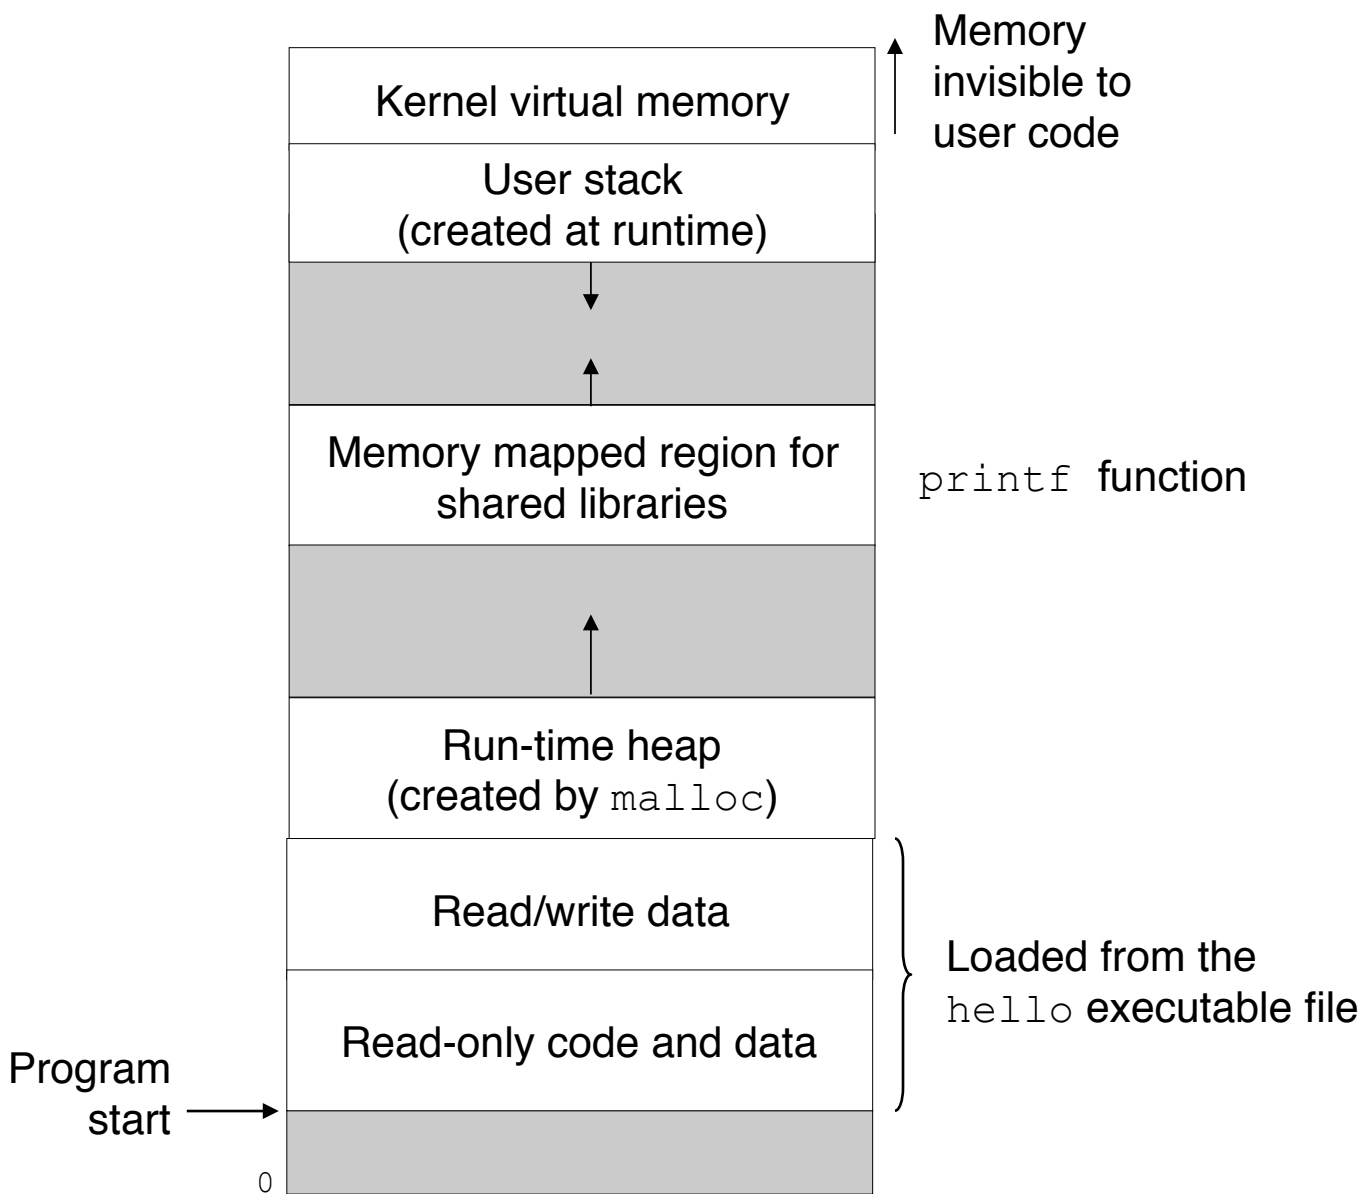 Memory
invisible to
user code
Kernel virtual memory
User stack
(created at runtime)
Memory mapped region for
shared libraries
printf function
Run-time heap
(created by malloc)
Read/write data
Loaded from the
hello executable file
Read-only code and data
Program
start
0